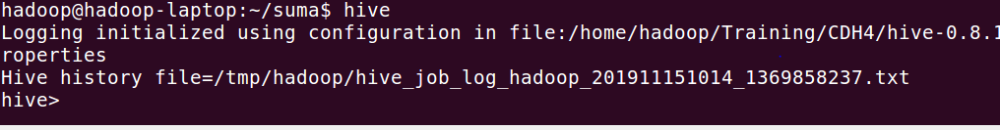 hadoop@hadoop-laptop:~/suma$ hive
Logging initialized using configuration in file:/home/hadoop/Training/CDH4/hive-0.8.1
roperties
Hive history file=/tmp/hadoop/hive_job_log_hadoop_201911151014_1369858237.txt
hive>